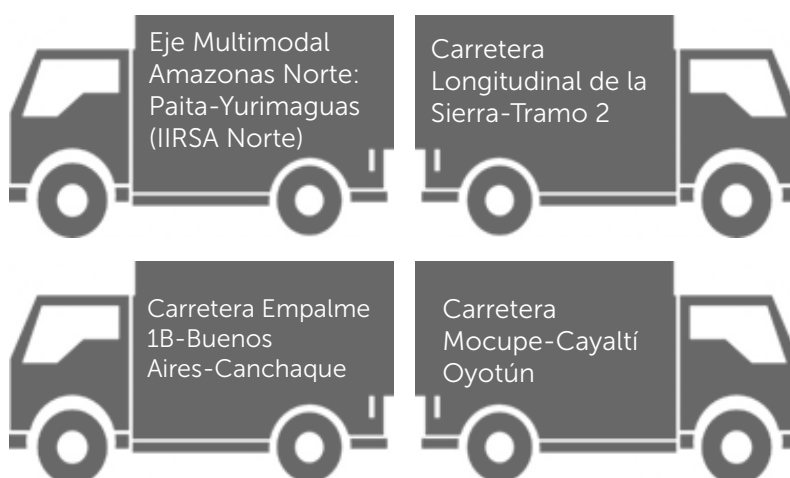 Eje Multimodal
Amazonas Norte:
Paita-Yurimaguas
(IIRSA Norte)
Carretera
Longitudinal de la
Sierra-Tramo 2
Carretera Empalme
1B-Buenos
Aires-Canchaque
Carretera
Mocupe-Cayaltí
Oyotún